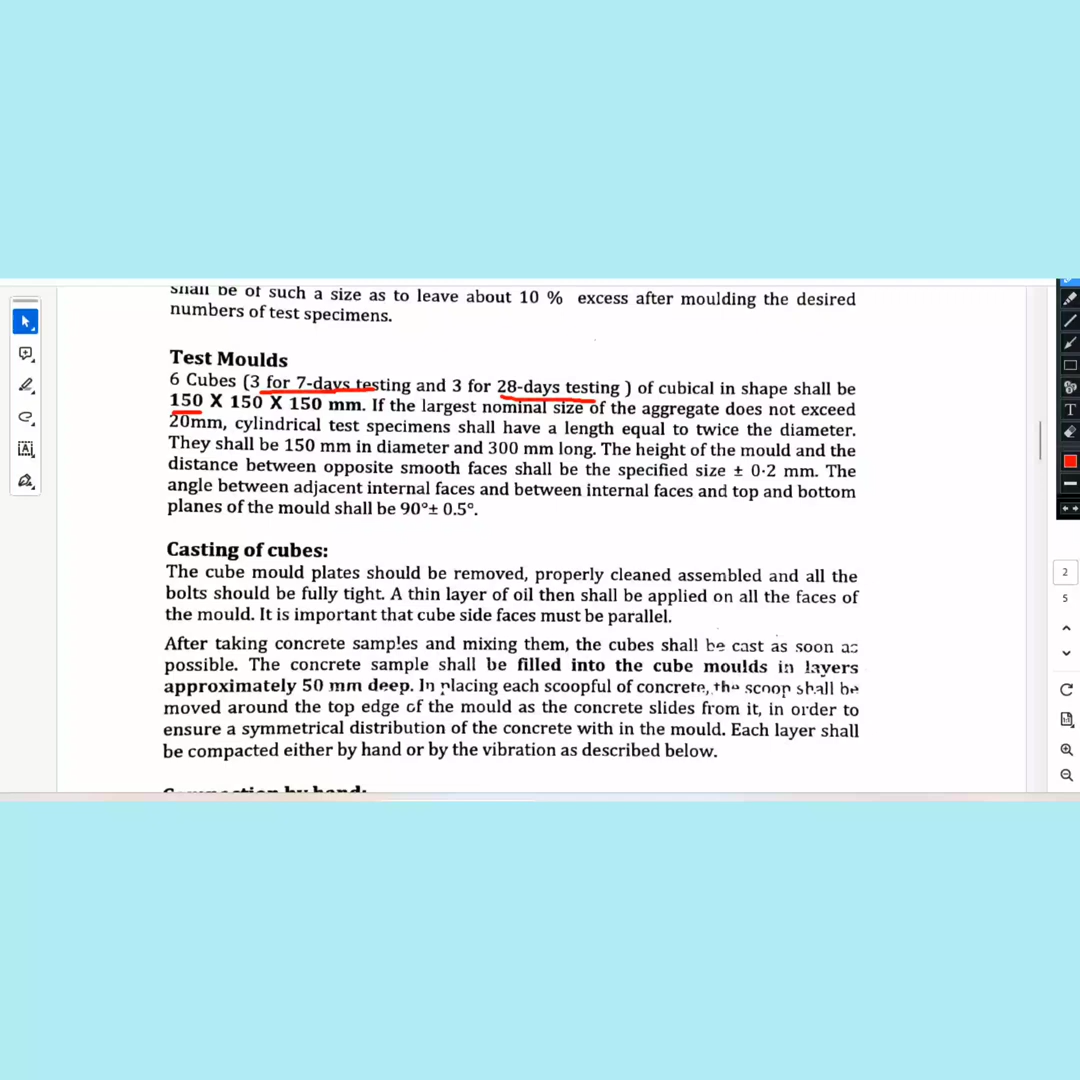 shall be of such a size as to leave about 10 % excess after moulding the desired
numbers of test specimens.
Test Moulds
6 Cubes (3 for 7-days testing and 3 for 28-days testing ) of cubical in shape shall be
150 X 150 X 150 mm. If the largest nominal size of the aggregate does not exceed
20mm, cylindrical test specimens shall have a length equal to twice the diameter.
They shall be 150 mm in diameter and 300 mm long. The height of the mould and the
distance between opposite smooth faces shall be the specified size ± 0·2 mm. The
angle between adjacent internal faces and between internal faces and top and bottom
planes of the mould shall be 90°± 0.5°.
Casting of cubes:
The cube mould plates should be removed, properly cleaned assembled and all the
bolts should be fully tight. A thin layer of oil then shall be applied on all the faces of
the mould. It is important that cube side faces must be parallel.
After taking concrete samples and mixing them, the cubes shall be cast as soon as
possible. The concrete sample shall be filled into the cube moulds in layers
approximately 50 mm deep. In placing each scoopful of concrete, the scoop shall be
moved around the top edge of the mould as the concrete slides from it, in order to
ensure a symmetrical distribution of the concrete with in the mould. Each layer shall
be compacted either by hand or by the vibration as described below.
by hand:
2
5